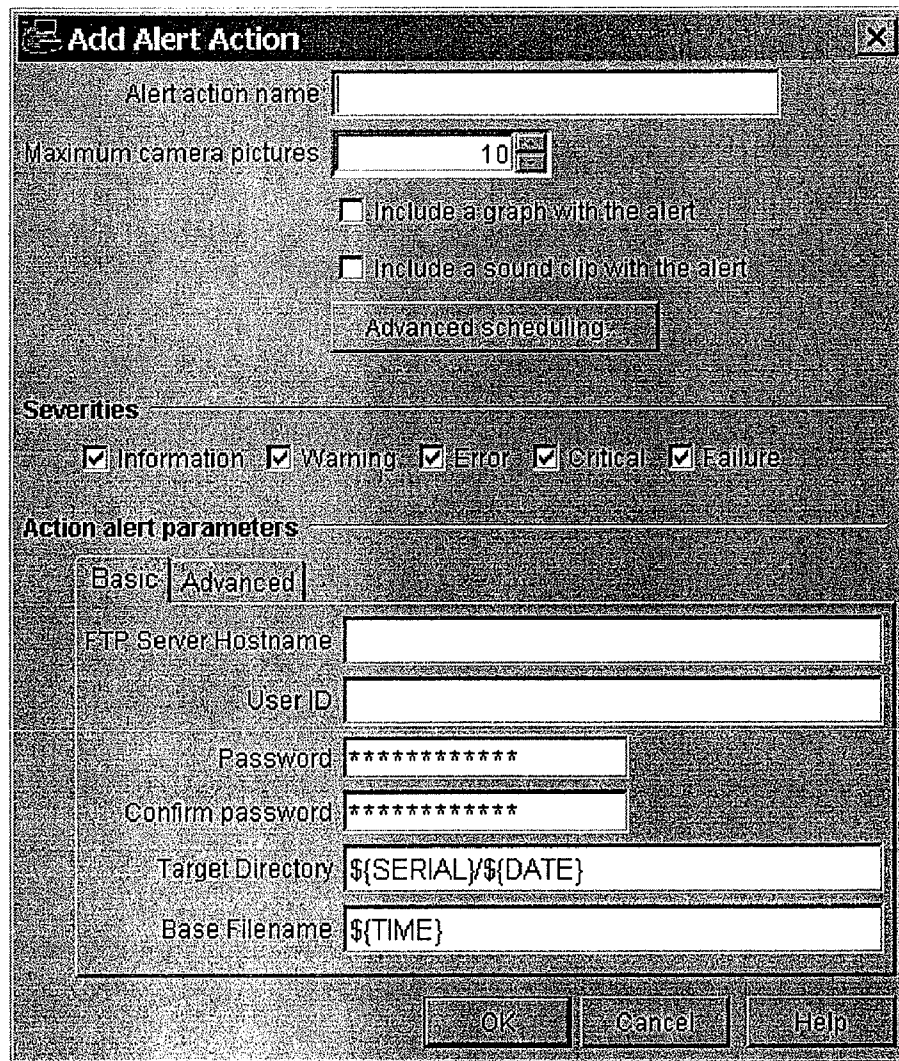 Add Alert Action
Alert action name
Maximum camera pictures 10
Include a graph with the alert
Include a sound clip with the alert
Advanced scheduling...
Severities
Information Warning Error Critical Failure
Action alert parameters
Basic Advanced
FTP Server Hostname
User ID
Password ************
Confirm password ************
Target Directory ${SERIAL}/${DATE}
Base Filename ${TIME}
OK Cancel Help